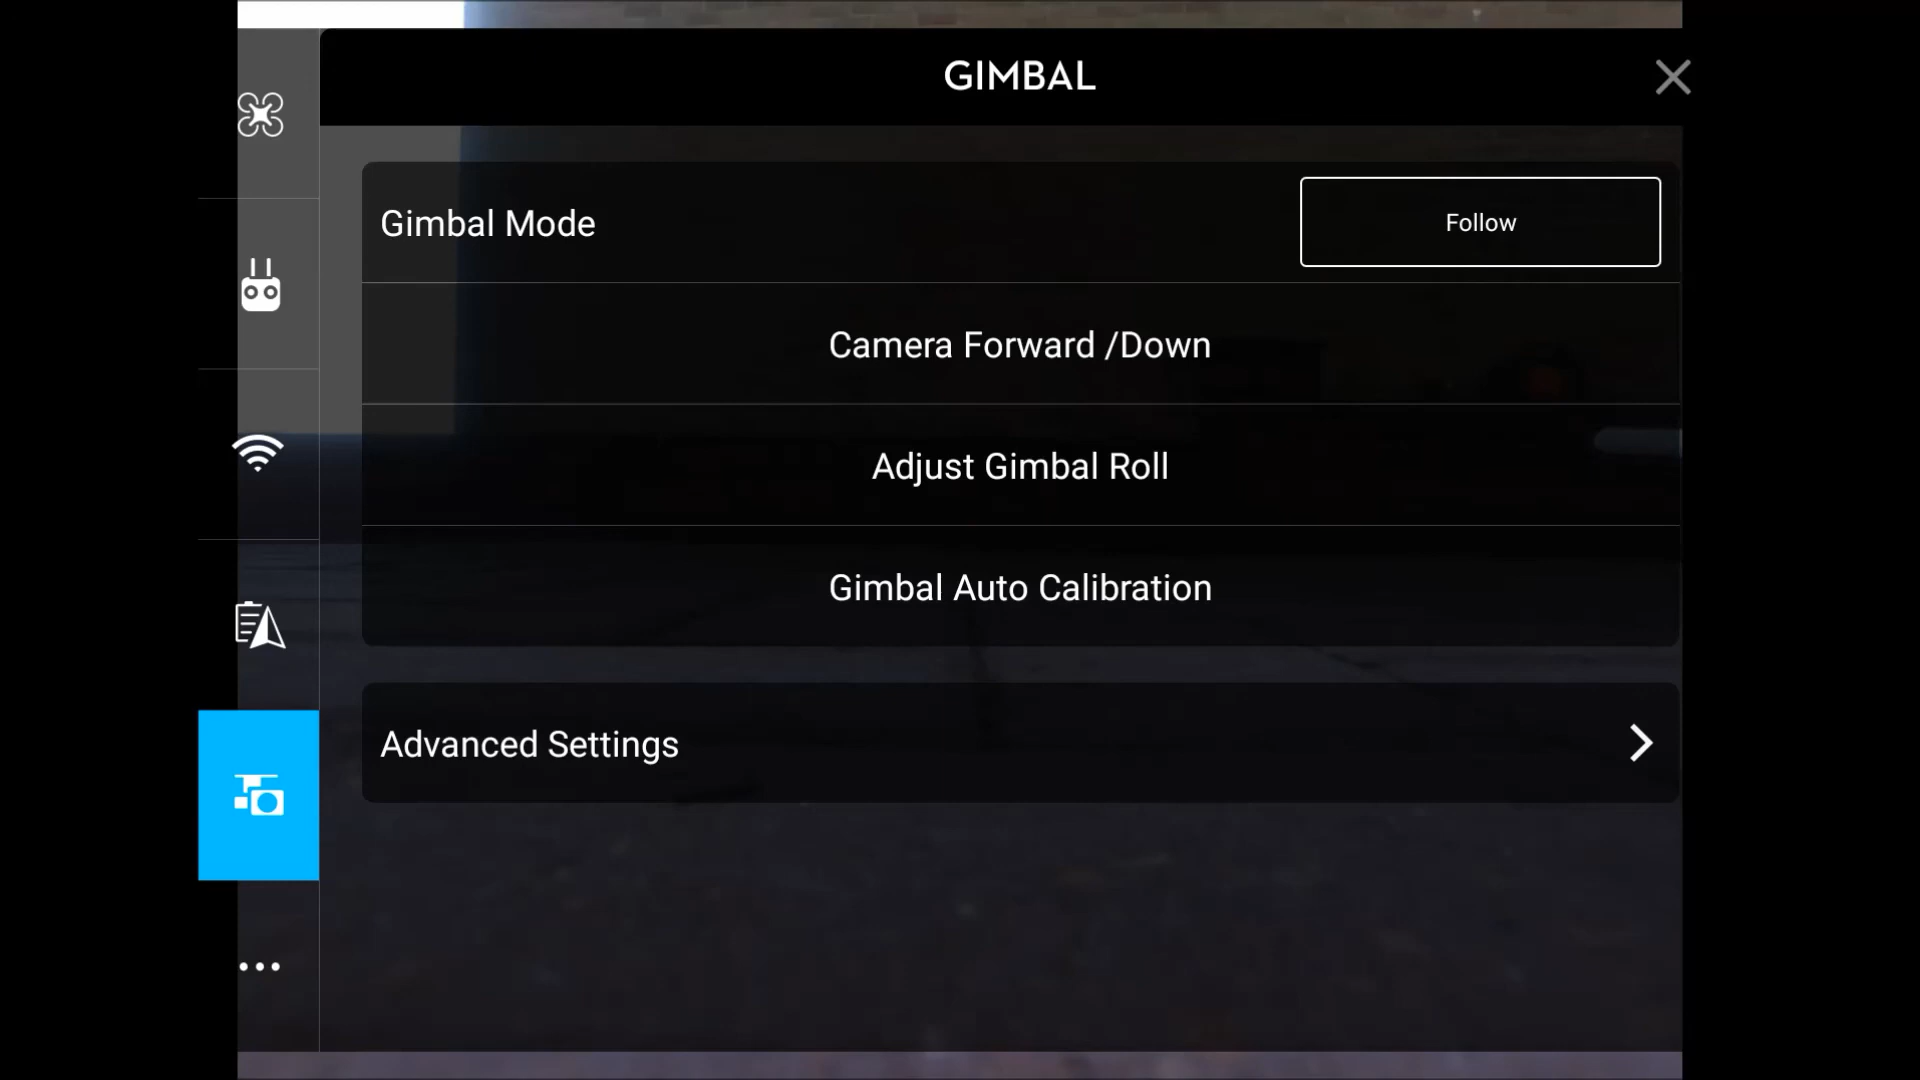 GIMBAL
Gimbal Mode
Follow
Camera Forward /Down
Adjust Gimbal Roll
Gimbal Auto Calibration
Advanced Settings